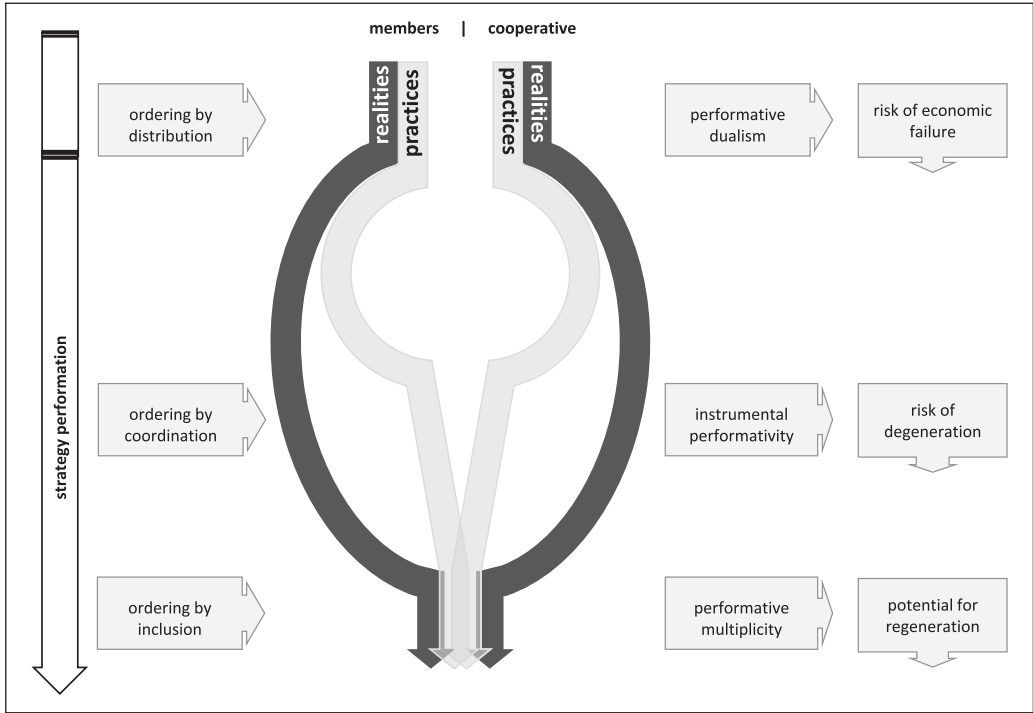 members | cooperative
realities
practices
practices
realities
ordering by
distribution
performative
dualism
risk of economic
failure
strategy performation
ordering by
coordination
instrumental
performativity
risk of
degeneration
ordering by
inclusion
performative
multiplicity
potential for
regeneration